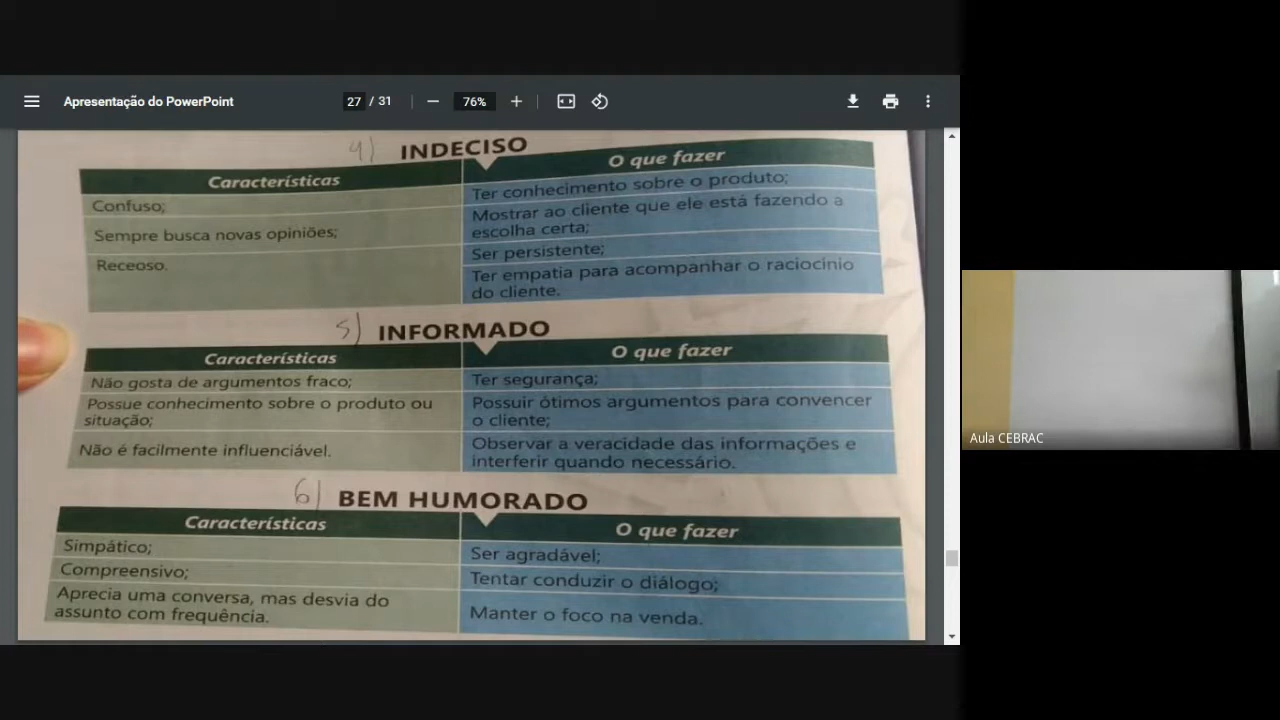 Apresentação do PowerPoint
27 / 31
76%
4) INDECISO
Características
O que fazer
Confuso;
Sempre busca novas opiniões;
Receoso.
Ter conhecimento sobre o produto;
Mostrar ao cliente que ele está fazendo a
escolha certa;
Ser persistente;
Ter empatia para acompanhar o raciocínio
do cliente.
5) INFORMADO
Características
O que fazer
Não gosta de argumentos fraco;
Possue conhecimento sobre o produto ou
situação;
Não é facilmente influenciável.
Ter segurança;
Possuir ótimos argumentos para convencer
o cliente;
Observar a veracidade das informações e
interferir quando necessário.
6) BEM HUMORADO
Características
O que fazer
Simpático;
Compreensivo;
Aprecia uma conversa, mas desvia do
assunto com frequência.
Ser agradável;
Tentar conduzir o diálogo;
Manter o foco na venda.
Aula CEBRAC